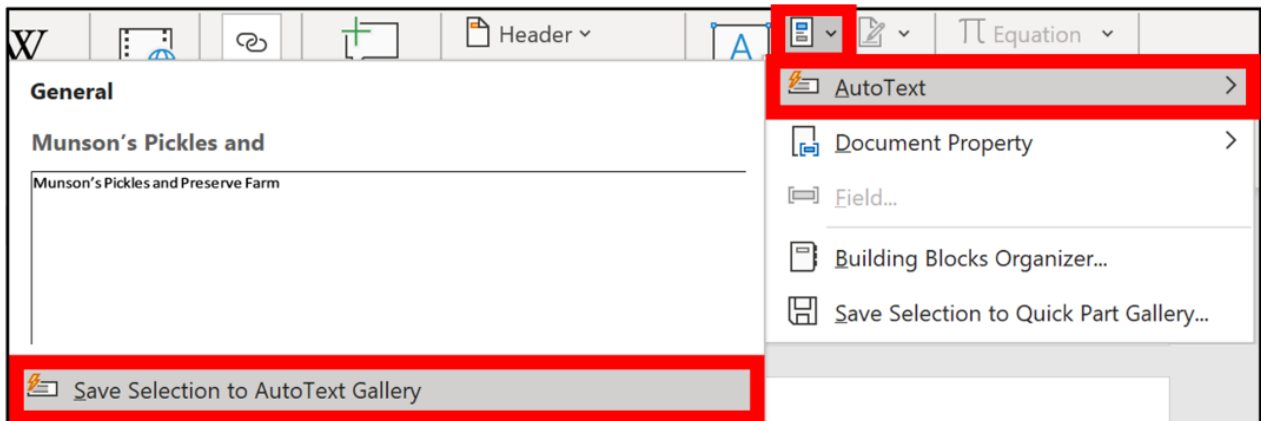 W
Header
A
Equation
General
Munson's Pickles and
Munson's Pickles and Preserve Farm
Save Selection to AutoText Gallery
AutoText
Document Property
Field...
Building Blocks Organizer...
Save Selection to Quick Part Gallery...